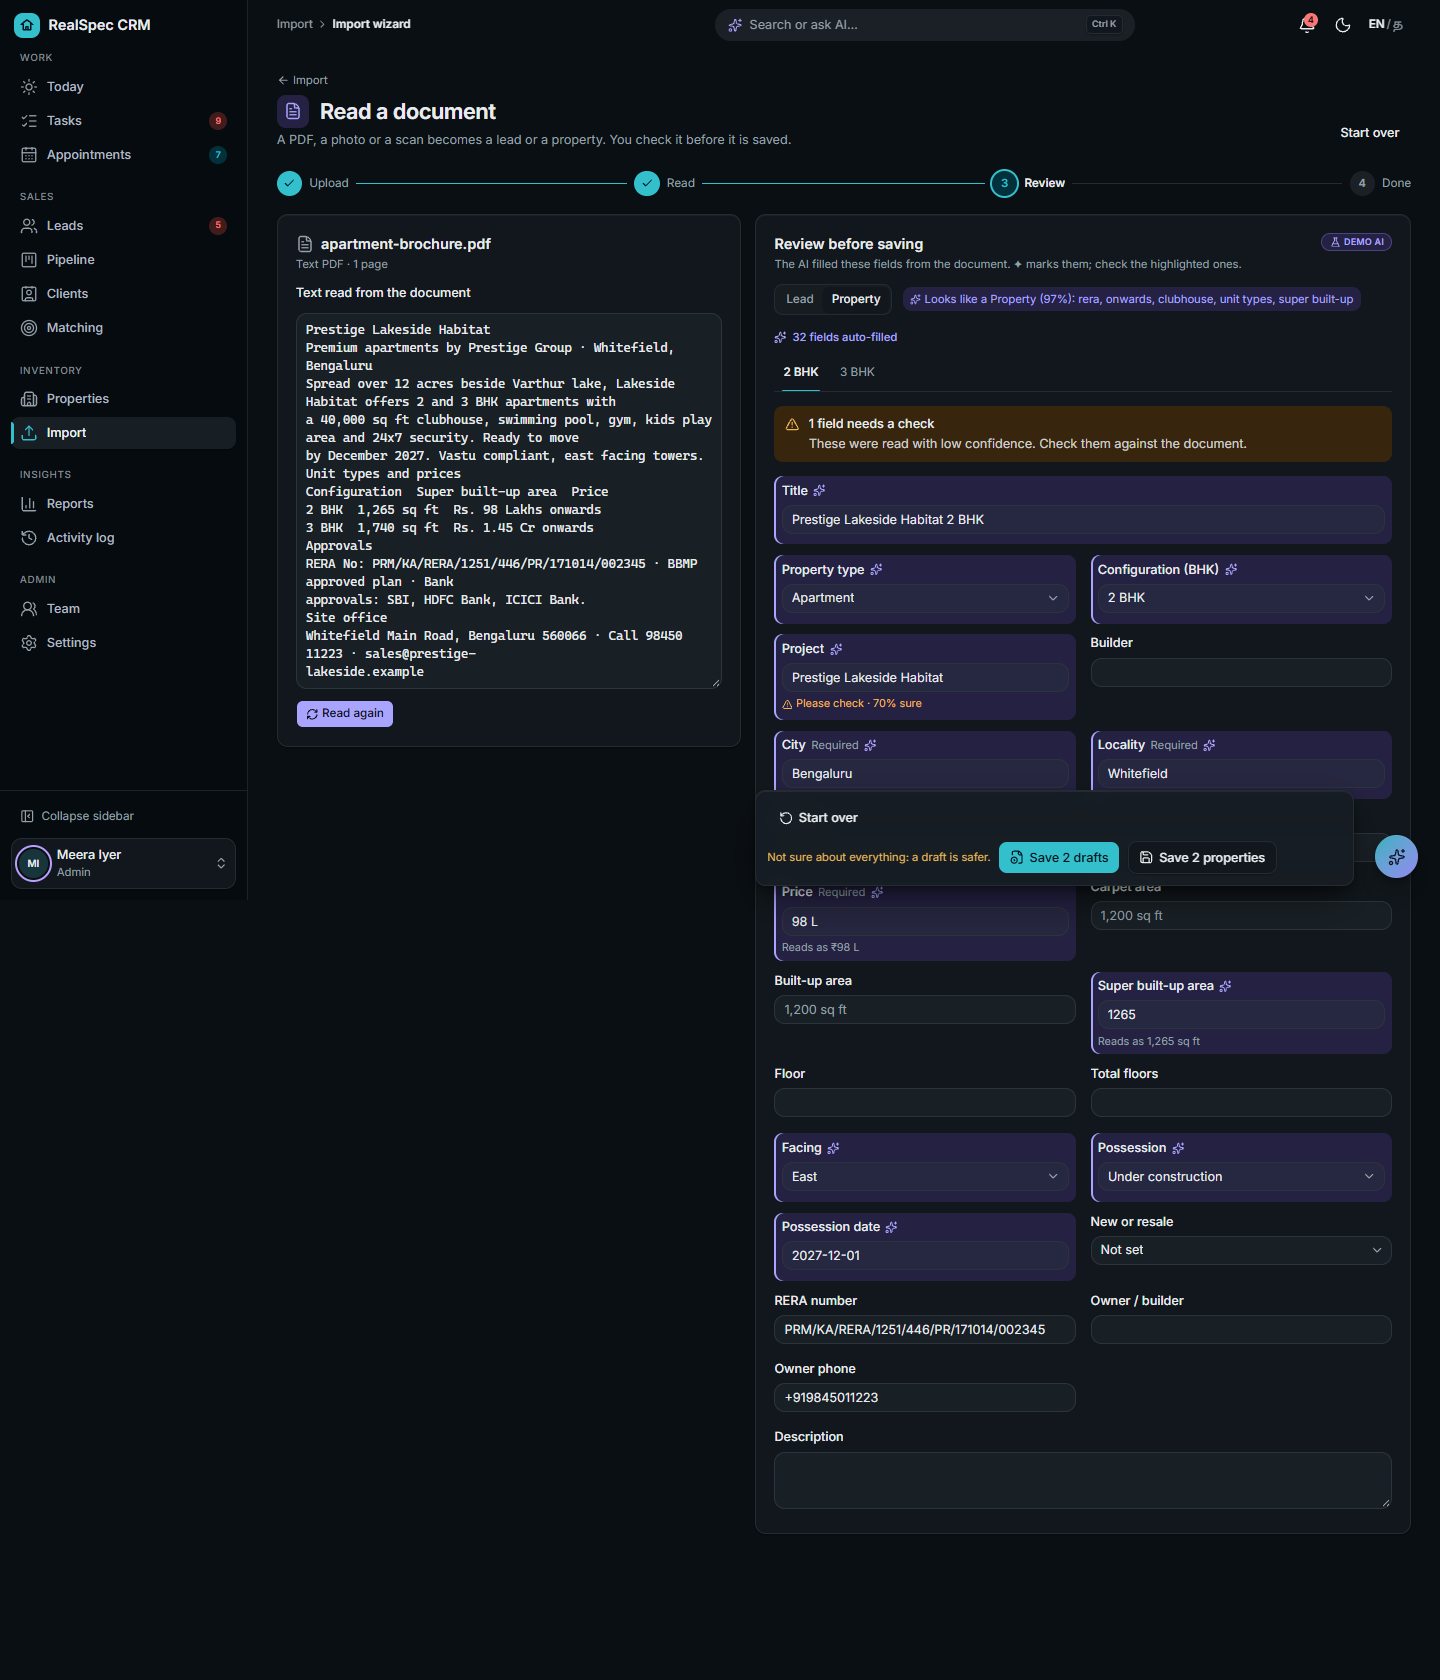 RealSpec CRM
WORK
Today
Tasks 9
Appointments 7
SALES
Leads 5
Pipeline
Clients
Matching
INVENTORY
Properties
Import
INSIGHTS
Reports
Activity log
ADMIN
Team
Settings
Collapse sidebar
MI
Meera Iyer
Admin
Import > Import wizard
Search or ask AI...
Ctrl K
4
EN / த
← Import
Read a document
A PDF, a photo or a scan becomes a lead or a property. You check it before it is saved.
Start over
Upload
Read
3 Review
4 Done
apartment-brochure.pdf
Text PDF · 1 page
Text read from the document
Prestige Lakeside Habitat
Premium apartments by Prestige Group · Whitefield,
Bengaluru
Spread over 12 acres beside Varthur lake, Lakeside
Habitat offers 2 and 3 BHK apartments with
a 40,000 sq ft clubhouse, swimming pool, gym, kids play
area and 24x7 security. Ready to move
by December 2027. Vastu compliant, east facing towers.
Unit types and prices
Configuration  Super built-up area  Price
2 BHK  1,265 sq ft  Rs. 98 Lakhs onwards
3 BHK  1,740 sq ft  Rs. 1.45 Cr onwards
Approvals
RERA No: PRM/KA/RERA/1251/446/PR/171014/002345 · BBMP
approved plan · Bank
approvals: SBI, HDFC Bank, ICICI Bank.
Site office
Whitefield Main Road, Bengaluru 560066 · Call 98450
11223 · sales@prestige-
lakeside.example
Read again
Review before saving
DEMO AI
The AI filled these fields from the document. ✦ marks them; check the highlighted ones.
Lead Property
Looks like a Property (97%): rera, onwards, clubhouse, unit types, super built-up
32 fields auto-filled
2 BHK 3 BHK
1 field needs a check
These were read with low confidence. Check them against the document.
Title
Prestige Lakeside Habitat 2 BHK
Property type
Apartment
Configuration (BHK)
2 BHK
Project
Prestige Lakeside Habitat
Please check · 70% sure
Builder
City Required
Bengaluru
Locality Required
Whitefield
Start over
Not sure about everything: a draft is safer.
Save 2 drafts
Save 2 properties
Price Required
98 L
Reads as ₹98 L
Carpet area
1,200 sq ft
Built-up area
1,200 sq ft
Super built-up area
1265
Reads as 1,265 sq ft
Floor
Total floors
Facing
East
Possession
Under construction
Possession date
2027-12-01
New or resale
Not set
RERA number
PRM/KA/RERA/1251/446/PR/171014/002345
Owner / builder
Owner phone
+919845011223
Description